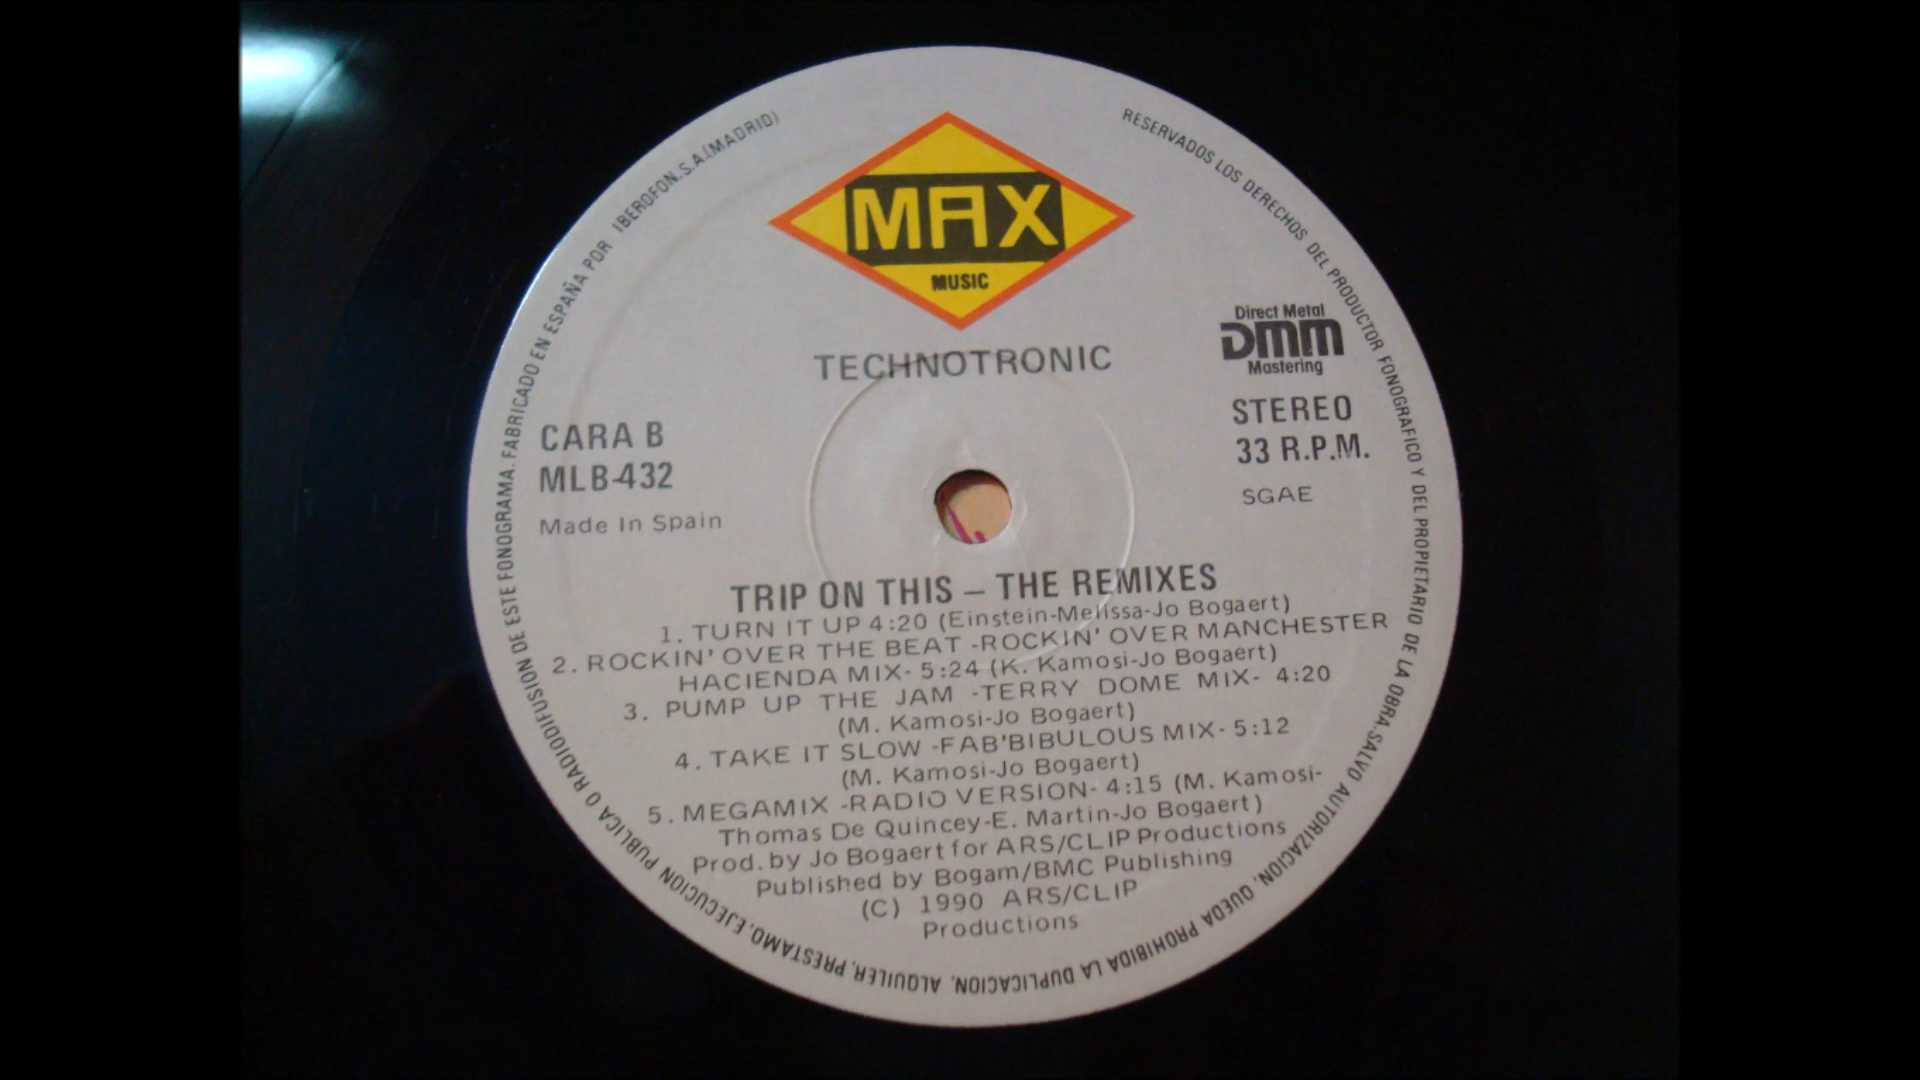 MAX
MUSIC
TECHNOTRONIC
Direct Metal
DMM
Mastering
STEREO
33 R.P.M.
SGAE
CARA B
MLB-432
Made In Spain
TRIP ON THIS – THE REMIXES
1. TURN IT UP 4:20 (Einstein-Melissa-Jo Bogaert)
2. ROCKIN' OVER THE BEAT -ROCKIN' OVER MANCHESTER
HACIENDA MIX- 5:24 (K. Kamosi-Jo Bogaert)
3. PUMP UP THE JAM -TERRY DOME MIX- 4:20
(M. Kamosi-Jo Bogaert)
4. TAKE IT SLOW -FAB'BIBULOUS MIX- 5:12
(M. Kamosi-Jo Bogaert)
5. MEGAMIX -RADIO VERSION- 4:15 (M. Kamosi-
Thomas De Quincey-E. Martin-Jo Bogaert)
Prod. by Jo Bogaert for ARS/CLIP Productions
Published by Bogam/BMC Publishing
(C) 1990 ARS/CLIP
Productions
RESERVADOS LOS DERECHOS DEL PRODUCTOR FONOGRAFICO Y DEL PROPIETARIO DE LA OBRA. SALVO AUTORIZACION, QUEDA PROHIBIDA LA DUPLICACION, ALQUILER, PRESTAMO, EJECUCION PUBLICA O RADIODIFUSION DE ESTE FONOGRAMA. FABRICADO EN ESPAÑA POR IBEROFON, S.A. (MADRID)